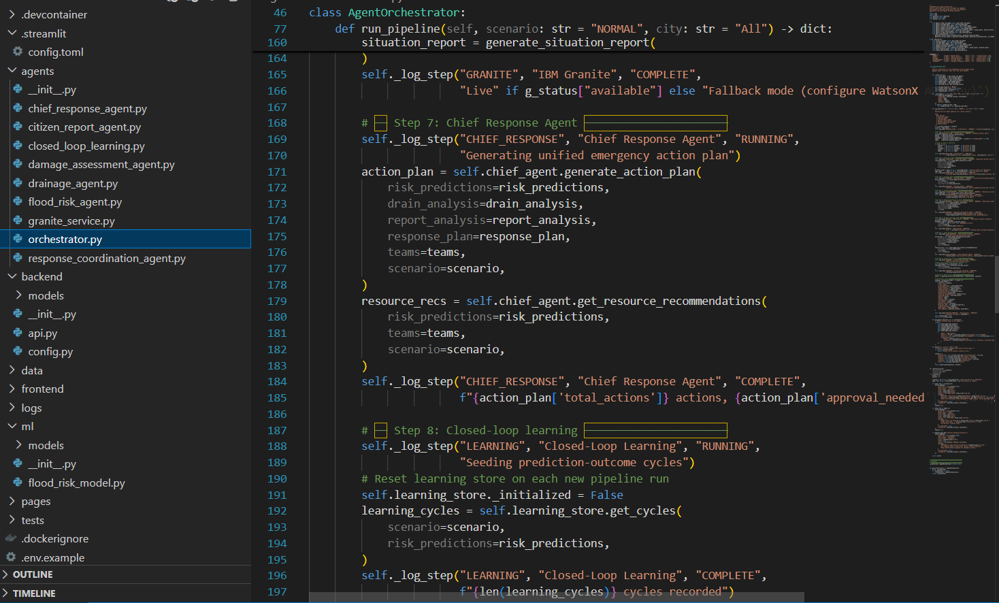 .devcontainer
.streamlit
config.toml
agents
__init__.py
chief_response_agent.py
citizen_report_agent.py
closed_loop_learning.py
damage_assessment_agent.py
drainage_agent.py
flood_risk_agent.py
granite_service.py
orchestrator.py
response_coordination_agent.py
backend
models
__init__.py
api.py
config.py
data
frontend
logs
ml
models
__init__.py
flood_risk_model.py
pages
tests
.dockerignore
.env.example
OUTLINE
TIMELINE
46 class AgentOrchestrator:
77 def run_pipeline(self, scenario: str = "NORMAL", city: str = "All") -> dict:
160 situation_report = generate_situation_report(
164 )
165 self._log_step("GRANITE", "IBM Granite", "COMPLETE",
166 "Live" if g_status["available"] else "Fallback mode (configure WatsonX
167
168 # ── Step 7: Chief Response Agent ──────────────────────
169 self._log_step("CHIEF_RESPONSE", "Chief Response Agent", "RUNNING",
170 "Generating unified emergency action plan")
171 action_plan = self.chief_agent.generate_action_plan(
172 risk_predictions=risk_predictions,
173 drain_analysis=drain_analysis,
174 report_analysis=report_analysis,
175 response_plan=response_plan,
176 teams=teams,
177 scenario=scenario,
178 )
179 resource_recs = self.chief_agent.get_resource_recommendations(
180 risk_predictions=risk_predictions,
181 teams=teams,
182 scenario=scenario,
183 )
184 self._log_step("CHIEF_RESPONSE", "Chief Response Agent", "COMPLETE",
185 f"{action_plan['total_actions']} actions, {action_plan['approval_needed
186
187 # ── Step 8: Closed-loop learning ──────────────────────
188 self._log_step("LEARNING", "Closed-Loop Learning", "RUNNING",
189 "Seeding prediction-outcome cycles")
190 # Reset learning store on each new pipeline run
191 self.learning_store._initialized = False
192 learning_cycles = self.learning_store.get_cycles(
193 scenario=scenario,
194 risk_predictions=risk_predictions,
195 )
196 self._log_step("LEARNING", "Closed-Loop Learning", "COMPLETE",
197 f"{len(learning_cycles)} cycles recorded")